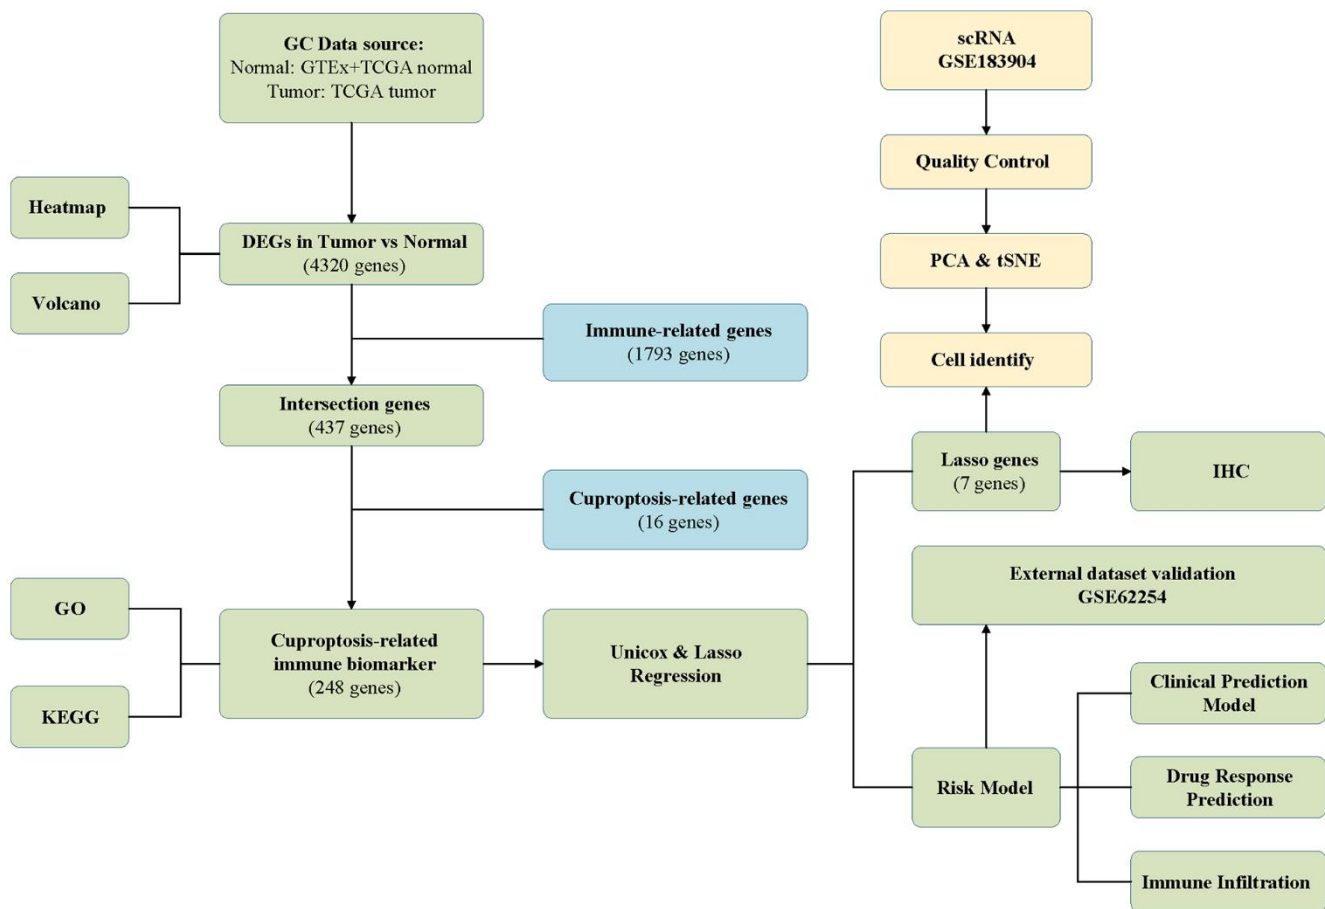 GC Data source:
Normal: GTEx+TCGA normal
Tumor: TCGA tumor
scRNA
GSE183904
Quality Control
Heatmap
DEGs in Tumor vs Normal
(4320 genes)
PCA & tSNE
Volcano
Immune-related genes
(1793 genes)
Cell identify
Intersection genes
(437 genes)
Lasso genes
(7 genes)
IHC
Cuproptosis-related genes
(16 genes)
External dataset validation
GSE62254
GO
Cuproptosis-related
immune biomarker
(248 genes)
Unicox & Lasso
Regression
KEGG
Clinical Prediction
Model
Risk Model
Drug Response
Prediction
Immune Infiltration